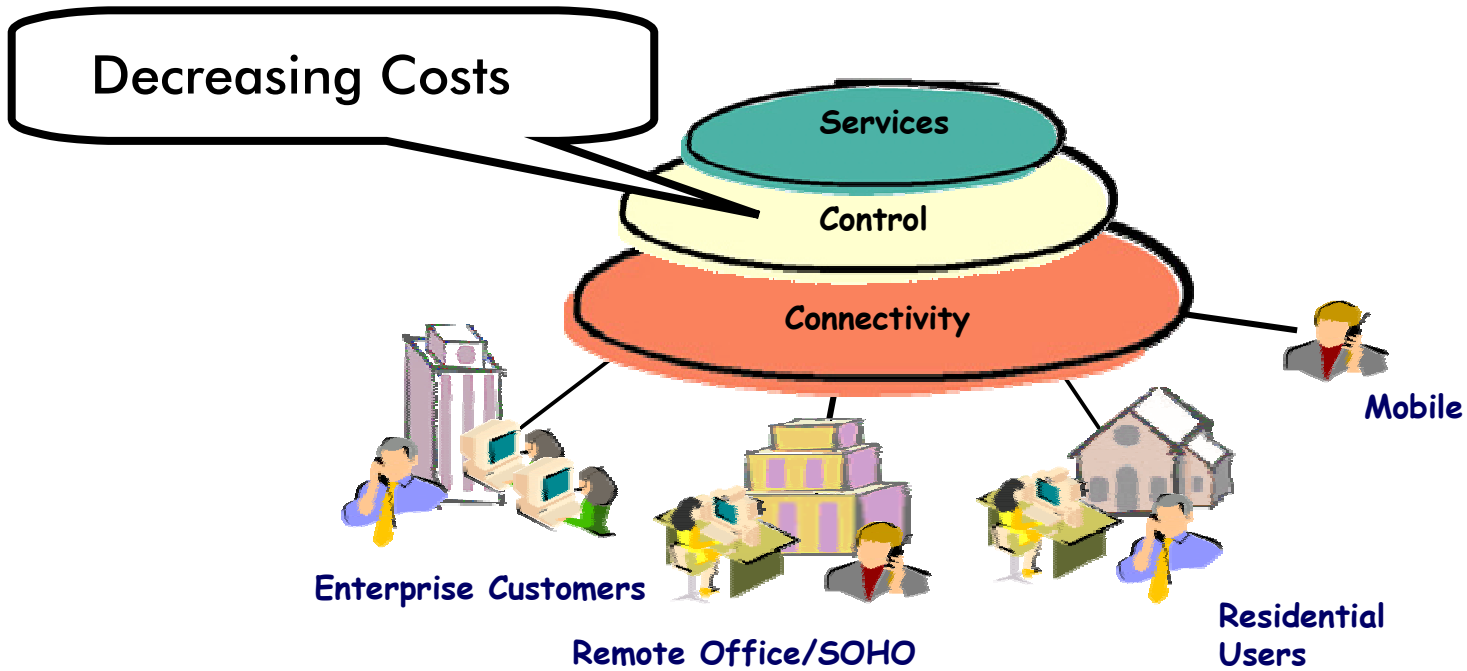 Decreasing Costs
Services
Control
Connectivity
Mobile
Enterprise Customers
Remote Office/SOHO
Residential
Users